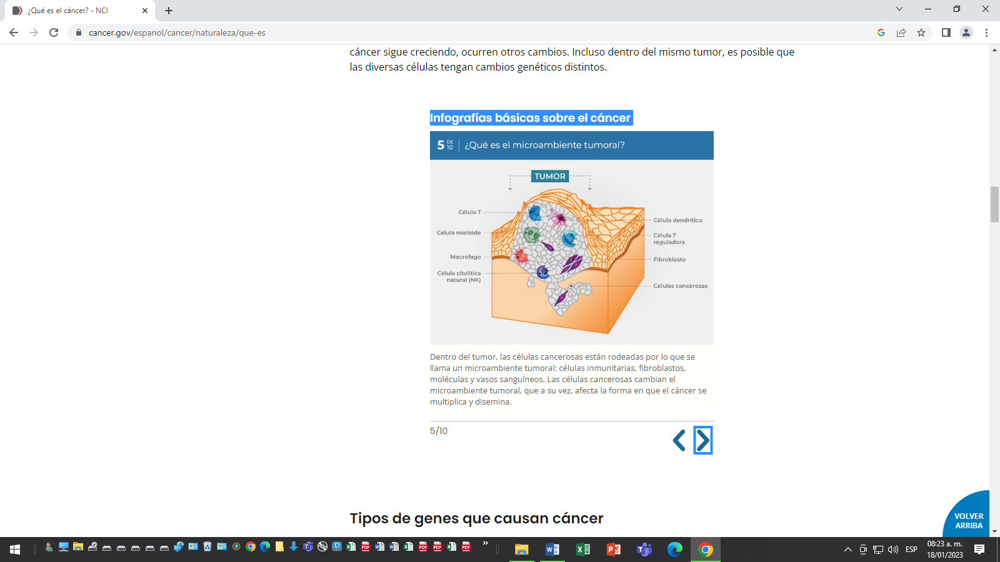 ¿Qué es el cáncer? - NCI
cancer.gov/espanol/cancer/naturaleza/que-es
cáncer sigue creciendo, ocurren otros cambios. Incluso dentro del mismo tumor, es posible que
las diversas células tengan cambios genéticos distintos.
Infografías básicas sobre el cáncer
5 DE 10 ¿Qué es el microambiente tumoral?
TUMOR
Célula T
Célula mieloide
Macrófago
Célula citolítica
natural (NK)
Célula dendrítica
Célula T
reguladora
Fibroblasto
Células cancerosas
Dentro del tumor, las células cancerosas están rodeadas por lo que se
llama un microambiente tumoral: células inmunitarias, fibroblastos,
moléculas y vasos sanguíneos. Las células cancerosas cambian el
microambiente tumoral, que a su vez, afecta la forma en que el cáncer se
multiplica y disemina.
5/10
Tipos de genes que causan cáncer
VOLVER
ARRIBA
ESP
08:23 a. m.
18/01/2023